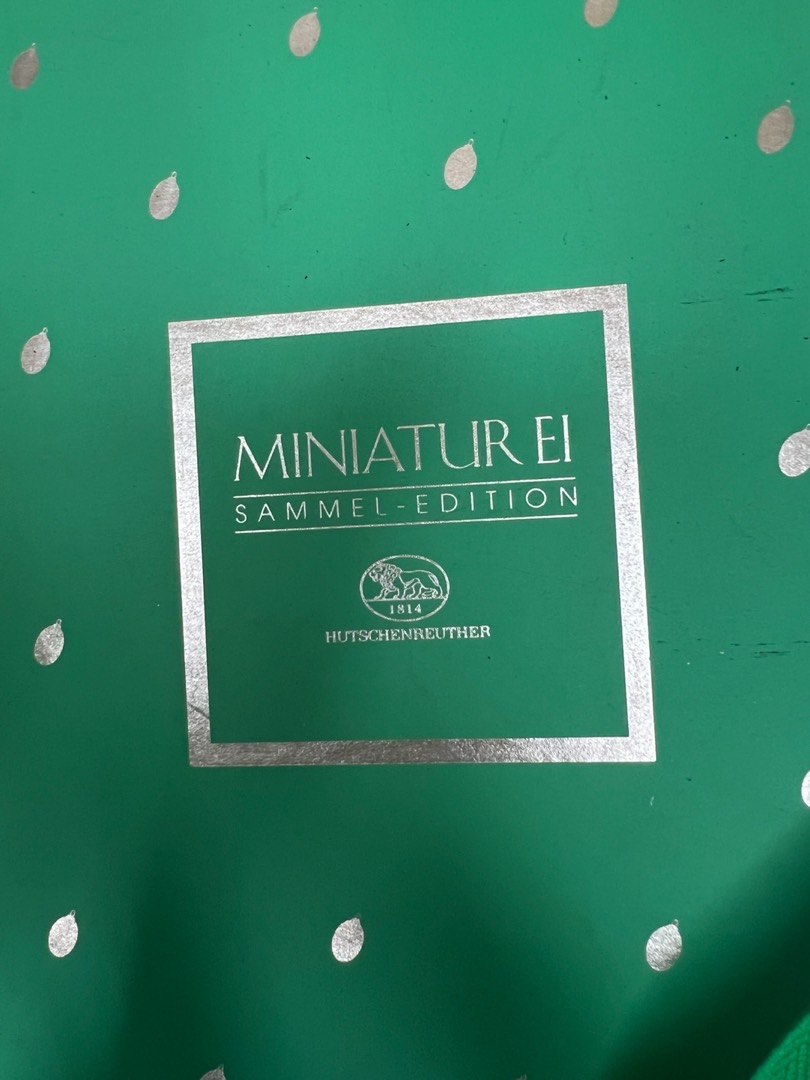 MINIATUR EI
SAMMEL-EDITION
1814
HUTSCHENREUTHER